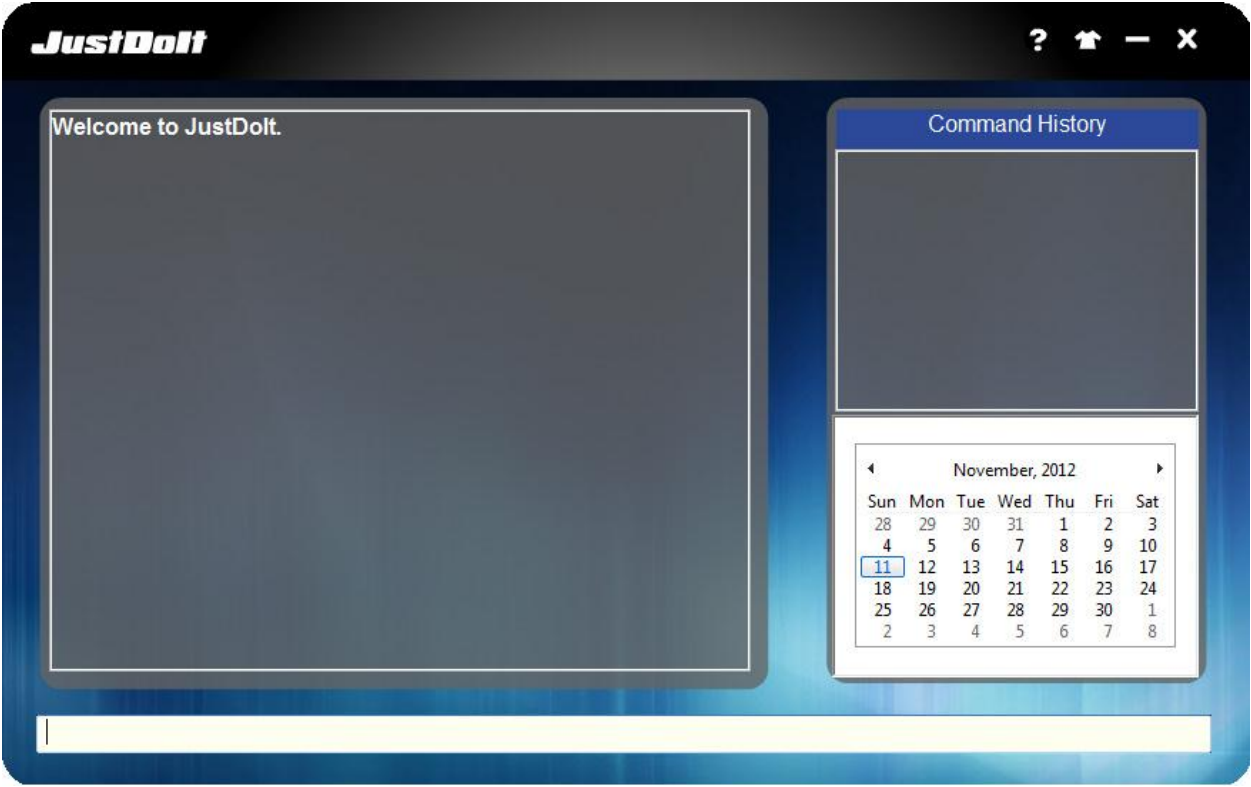 JustDoIt
? X
Welcome to JustDoIt.
Command History
November, 2012
Sun Mon Tue Wed Thu Fri Sat
28 29 30 31 1 2 3
4 5 6 7 8 9 10
11 12 13 14 15 16 17
18 19 20 21 22 23 24
25 26 27 28 29 30 1
2 3 4 5 6 7 8